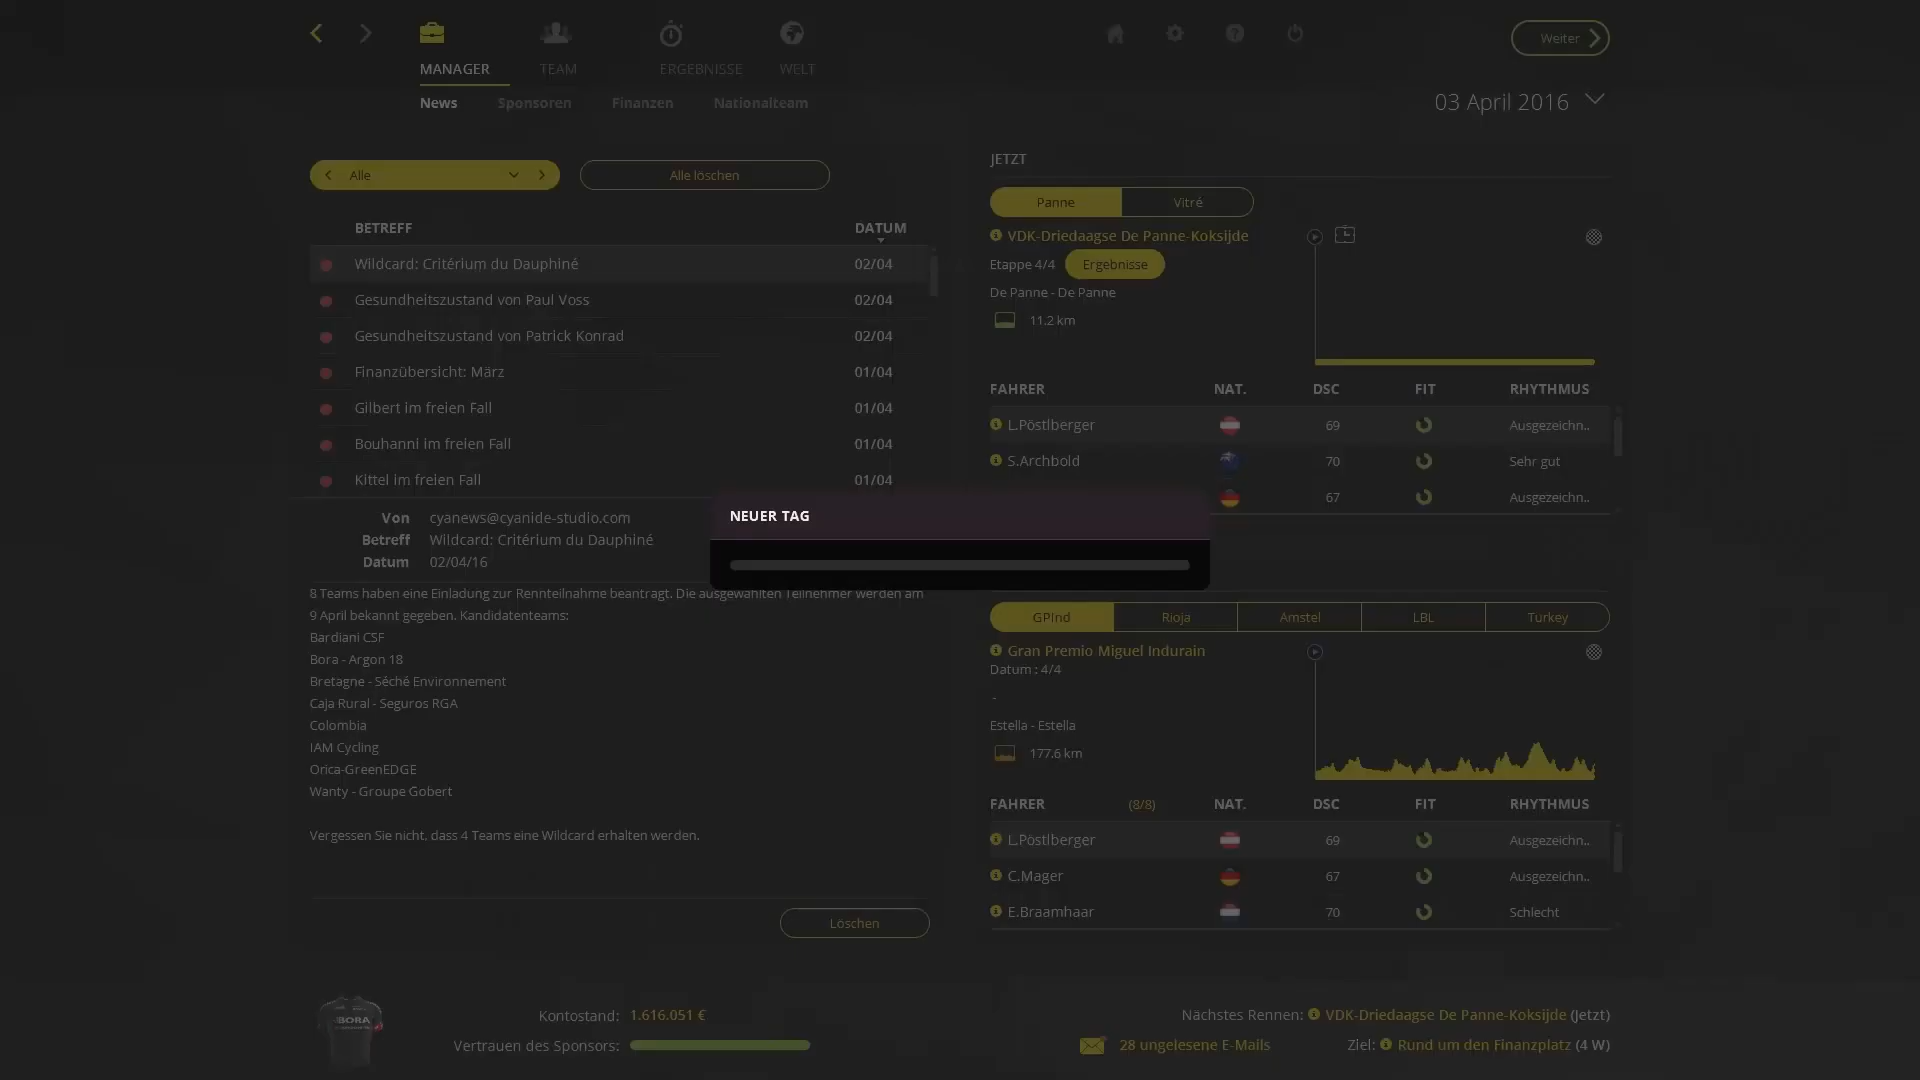 MANAGER
TEAM
ERGEBNISSE
WELT
Weiter
News
Sponsoren
Finanzen
Nationalteam
03 April 2016
Alle
Alle löschen
BETREFF DATUM
Wildcard: Critérium du Dauphiné 02/04
Gesundheitszustand von Paul Voss 02/04
Gesundheitszustand von Patrick Konrad 02/04
Finanzübersicht: März 01/04
Gilbert im freien Fall 01/04
Bouhanni im freien Fall 01/04
Kittel im freien Fall 01/04
Von cyanews@cyanide-studio.com
Betreff Wildcard: Critérium du Dauphiné
Datum 02/04/16
8 Teams haben eine Einladung zur Rennteilnahme beantragt. Die ausgewählten Teilnehmer werden am
9 April bekannt gegeben. Kandidatenteams:
Bardiani CSF
Bora - Argon 18
Bretagne - Séché Environnement
Caja Rural - Seguros RGA
Colombia
IAM Cycling
Orica-GreenEDGE
Wanty - Groupe Gobert
Vergessen Sie nicht, dass 4 Teams eine Wildcard erhalten werden.
Löschen
NEUER TAG
JETZT
Panne Vitré
VDK-Driedaagse De Panne-Koksijde
Etappe 4/4 Ergebnisse
De Panne - De Panne
11.2 km
FAHRER NAT. DSC FIT RHYTHMUS
L.Pöstlberger 69 Ausgezeichn..
S.Archbold 70 Sehr gut
67 Ausgezeichn..
GPInd Rioja Amstel LBL Turkey
Gran Premio Miguel Indurain
Datum : 4/4
-
Estella - Estella
177.6 km
FAHRER (8/8) NAT. DSC FIT RHYTHMUS
L.Pöstlberger 69 Ausgezeichn..
C.Mager 67 Ausgezeichn..
E.Braamhaar 70 Schlecht
BORA
Kontostand: 1.616.051 €
Vertrauen des Sponsors:
Nächstes Rennen: VDK-Driedaagse De Panne-Koksijde (Jetzt)
28 ungelesene E-Mails
Ziel: Rund um den Finanzplatz (4 W)